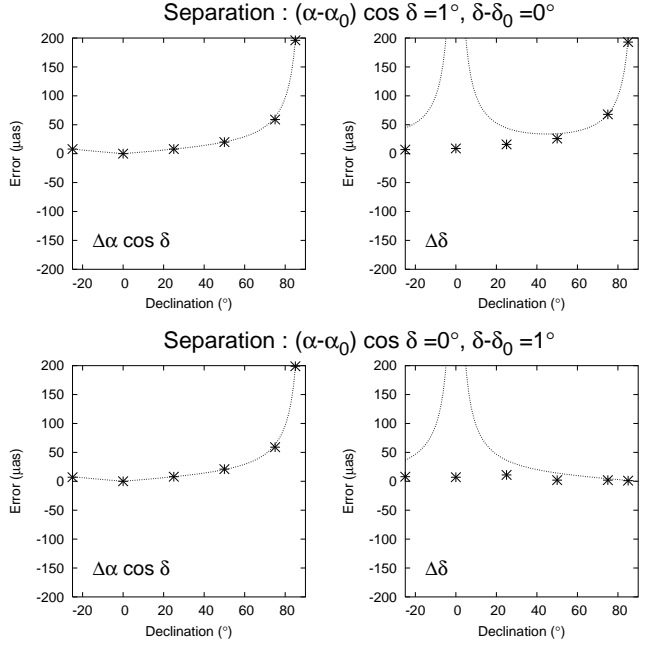 Separation : (α-α₀) cos δ =1°, δ-δ₀ =0°
200
150
100
50
0
-50
-100
-150
-200
Error (μas)
Δα cos δ
-20 0 20 40 60 80
Declination (°)
200
150
100
50
0
-50
-100
-150
-200
Error (μas)
Δδ
-20 0 20 40 60 80
Declination (°)
Separation : (α-α₀) cos δ =0°, δ-δ₀ =1°
200
150
100
50
0
-50
-100
-150
-200
Error (μas)
Δα cos δ
-20 0 20 40 60 80
Declination (°)
200
150
100
50
0
-50
-100
-150
-200
Error (μas)
Δδ
-20 0 20 40 60 80
Declination (°)